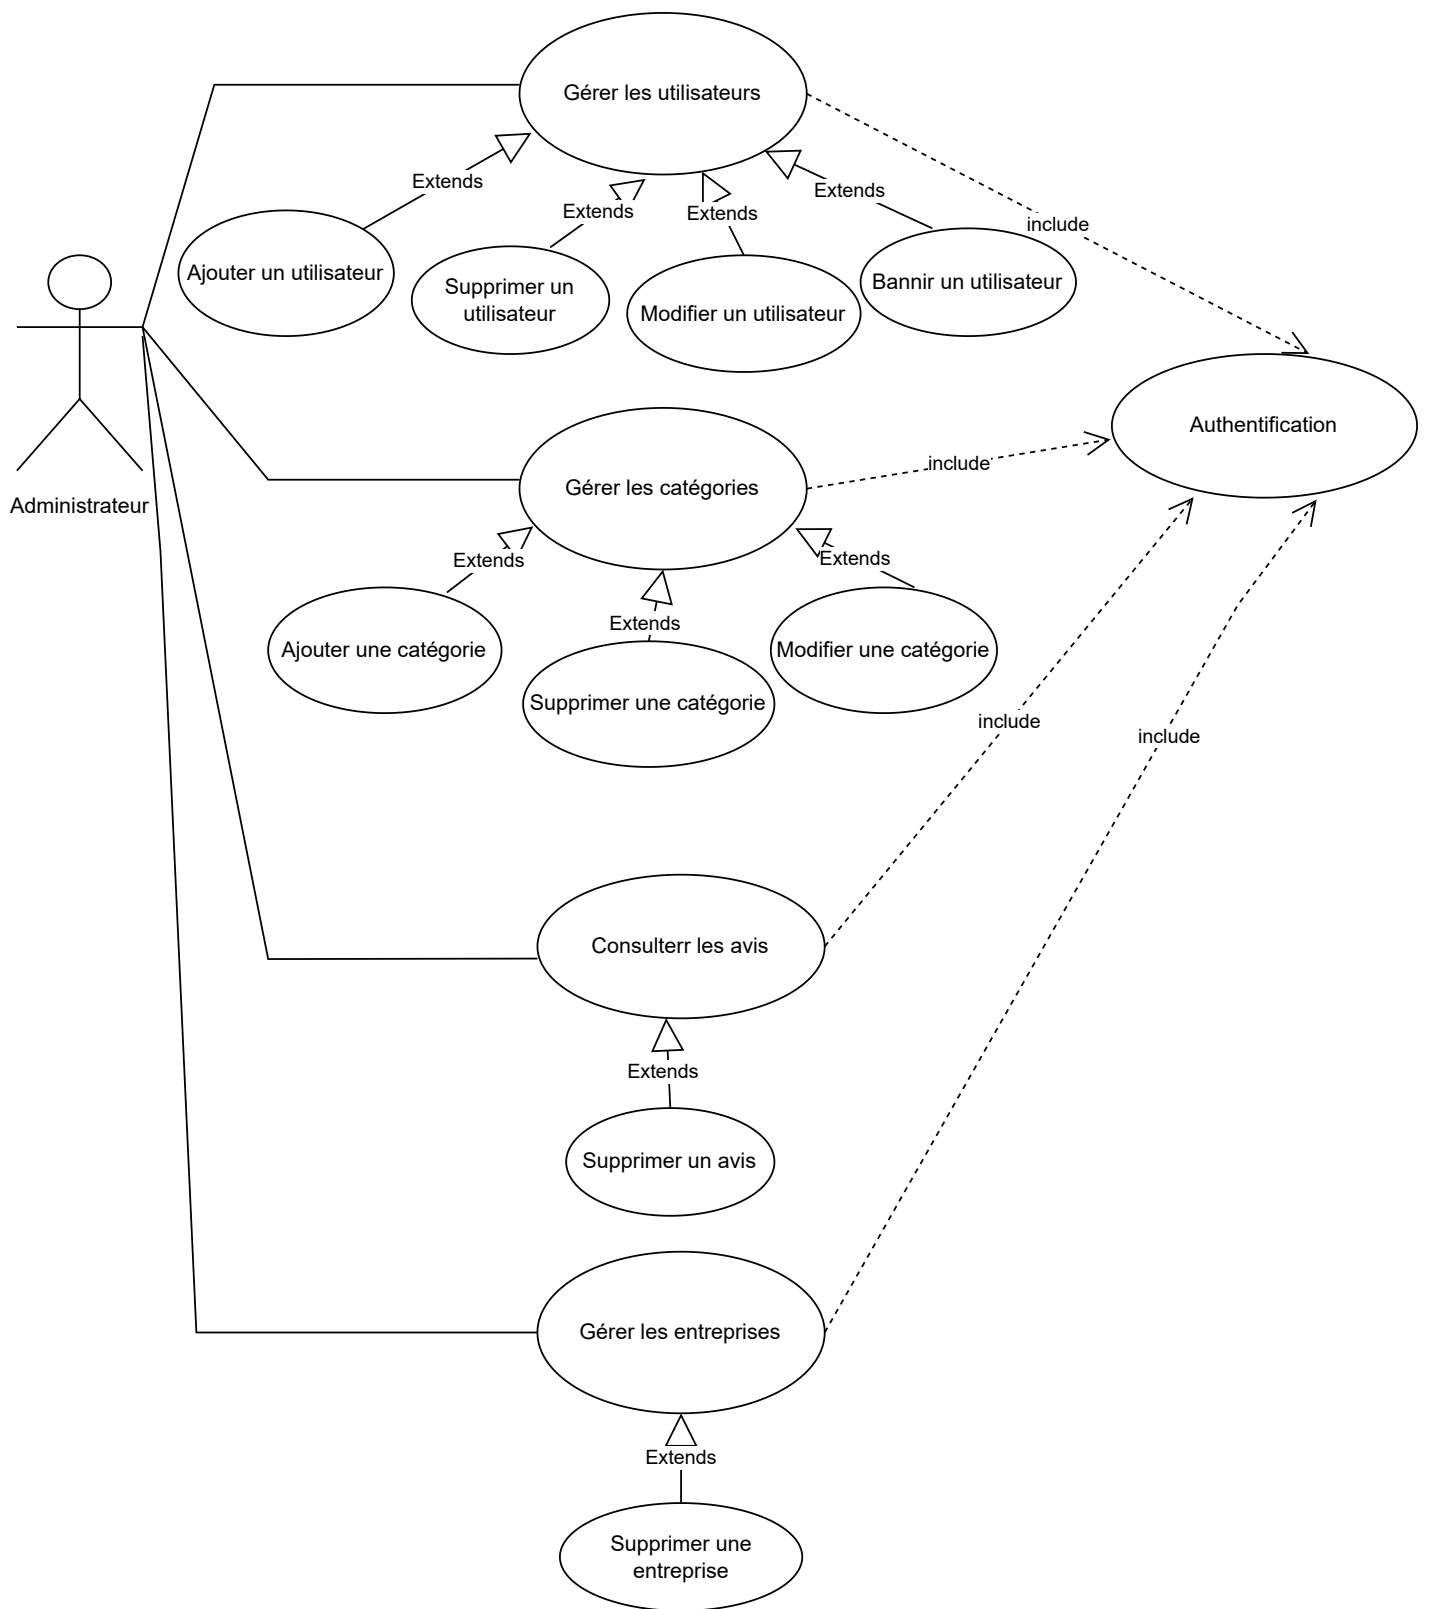 Gérer les utilisateurs
Extends
Extends
Extends
Extends
include
Ajouter un utilisateur
Supprimer un
utilisateur
Modifier un utilisateur
Bannir un utilisateur
Administrateur
Authentification
Gérer les catégories
include
Extends
Extends
Extends
Ajouter une catégorie
Supprimer une catégorie
Modifier une catégorie
include
include
Consulterr les avis
Extends
Supprimer un avis
Gérer les entreprises
Extends
Supprimer une
entreprise